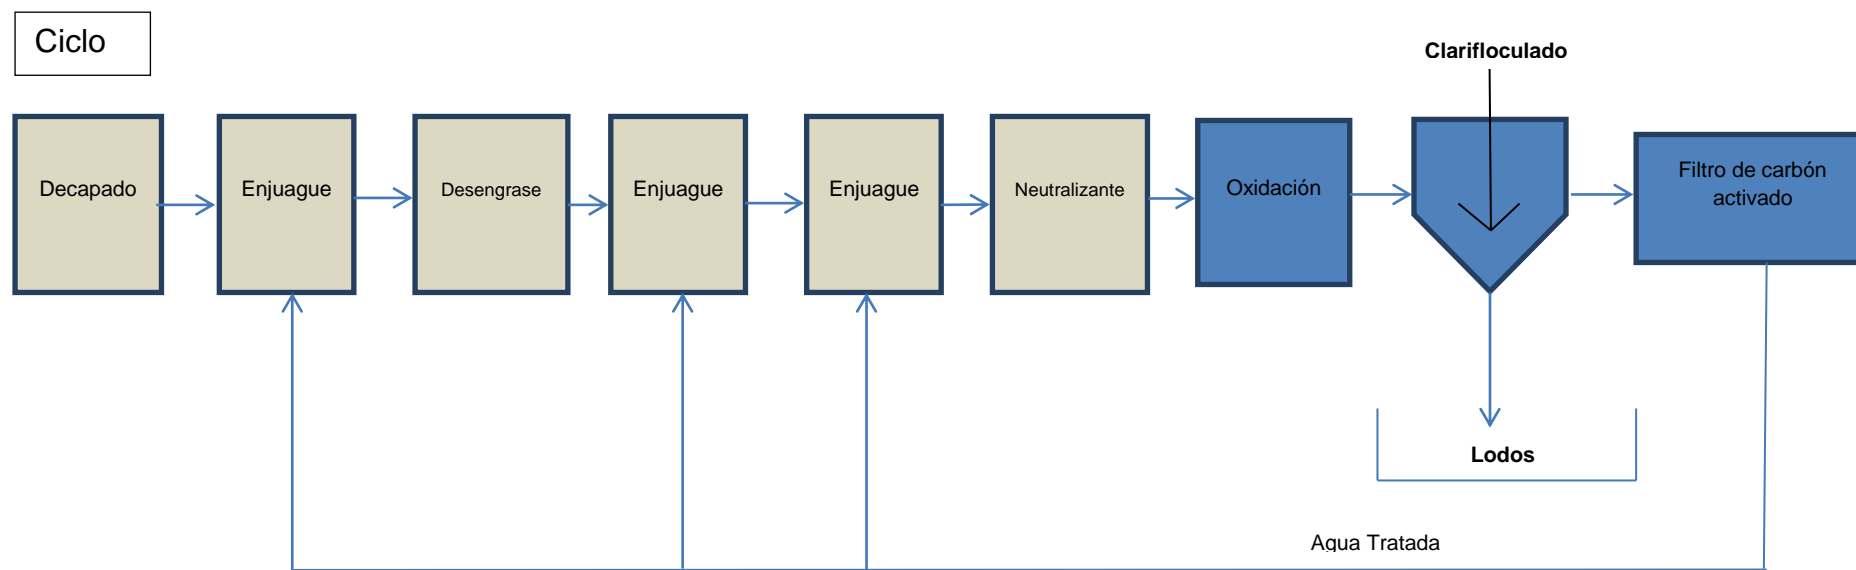 Ciclo
Clarifloculado
Decapado
Enjuague
Desengrase
Enjuague
Enjuague
Neutralizante
Oxidación
Filtro de carbón
activado
Lodos
Agua Tratada